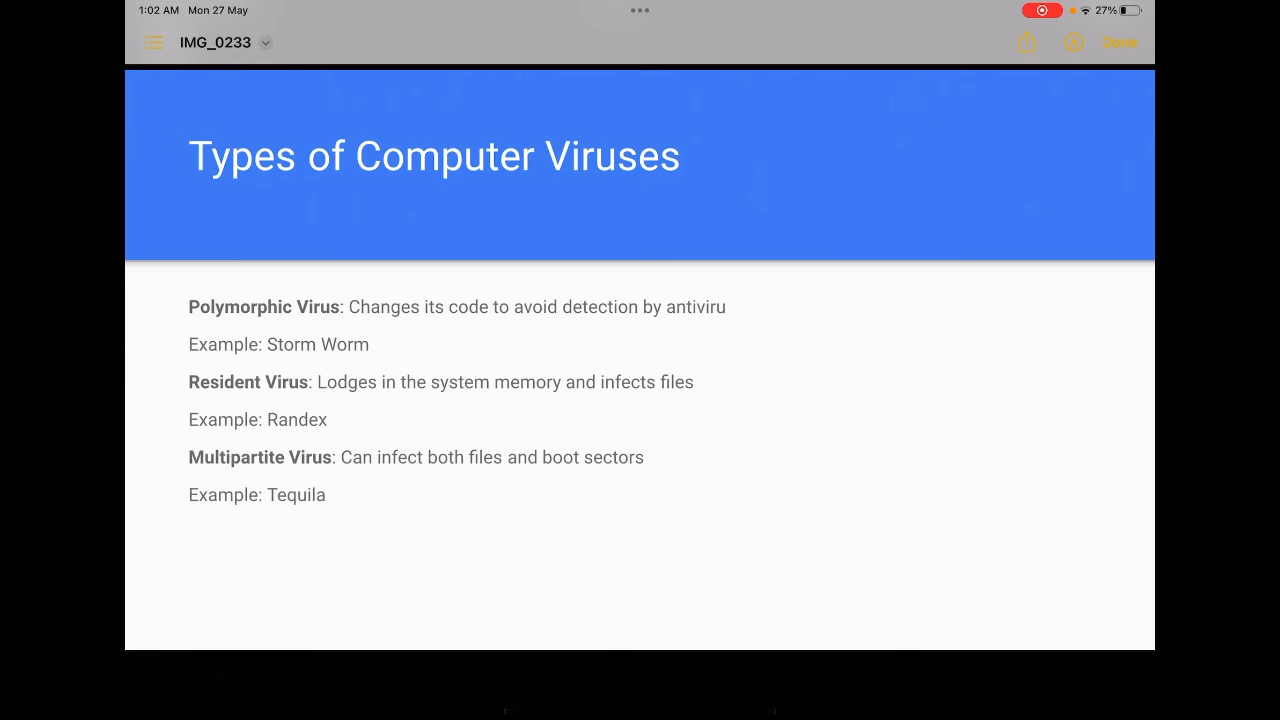 1:02 AM Mon 27 May
27%
IMG_0233
Done
Types of Computer Viruses
Polymorphic Virus: Changes its code to avoid detection by antiviru
Example: Storm Worm
Resident Virus: Lodges in the system memory and infects files
Example: Randex
Multipartite Virus: Can infect both files and boot sectors
Example: Tequila